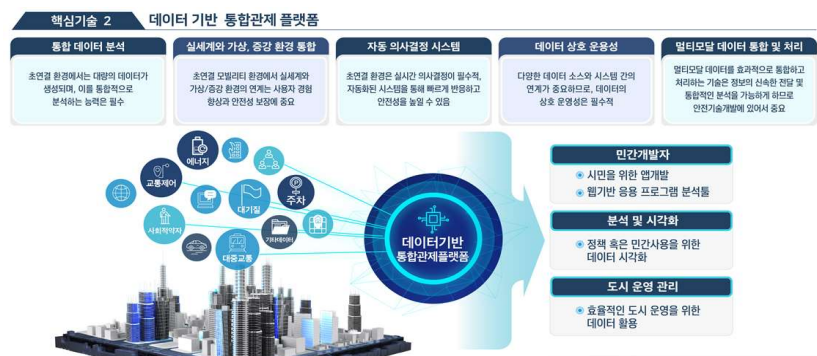 핵심기술 2
데이터 기반 통합관제 플랫폼
통합 데이터 분석
초연결 환경에서는 대량의 데이터가
생성되며, 이를 통합적으로
분석하는 능력은 필수
실세계와 가상, 증강 환경 통합
초연결 모빌리티 환경에서 실세계와
가상/증강 환경의 연계는 사용자 경험
향상과 안전성 보장에 중요
자동 의사결정 시스템
초연결 환경은 실시간 의사결정이 필수적,
자동화된 시스템을 통해 빠르게 반응하고
안전성을 높일 수 있음
데이터 상호 운용성
다양한 데이터 소스와 시스템 간의
연계가 중요하므로, 데이터의
상호 운영성은 필수적
멀티모달 데이터 통합 및 처리
멀티모달 데이터를 효과적으로 통합하고
처리하는 기술은 정보의 신속한 전달 및
통합적인 분석을 가능하게 하므로
안전기술개발에 있어서 중요
에너지
교통제어
P
주차
대기질
사회적약자
기타데이터
대중교통
데이터기반
통합관제플랫폼
민간개발자
시민을 위한 앱개발
웹기반 응용 프로그램 분석툴
분석 및 시각화
정책 혹은 민간사용을 위한
데이터 시각화
도시 운영 관리
효율적인 도시 운영을 위한
데이터 활용